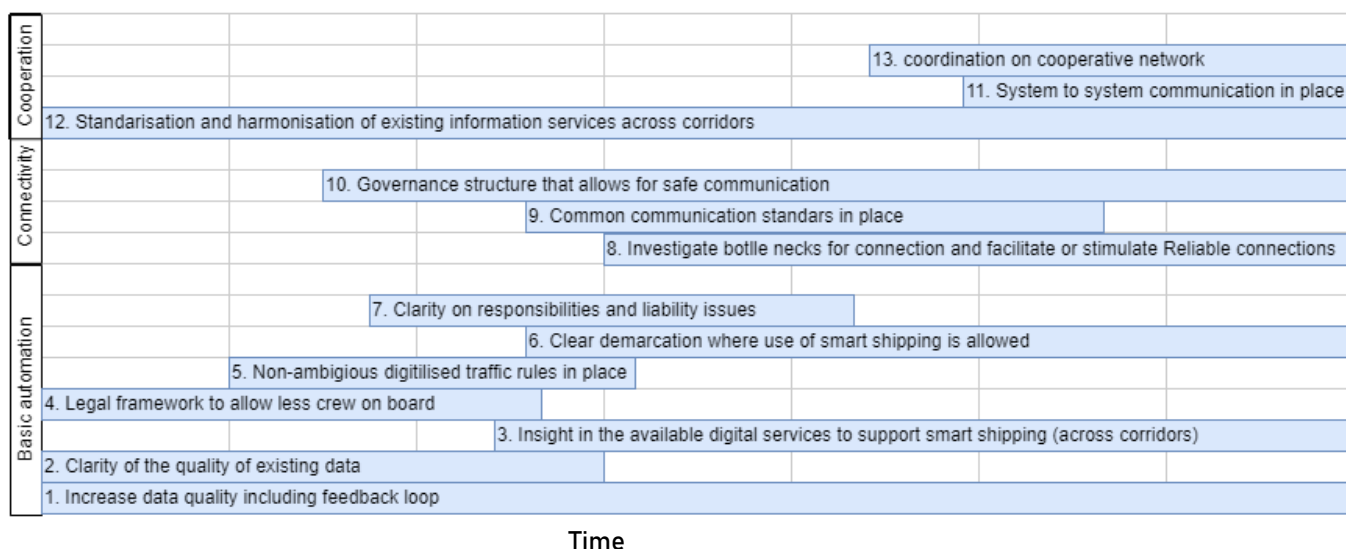 Cooperation
13. coordination on cooperative network
11. System to system communication in place
12. Standarisation and harmonisation of existing information services across corridors
Connectivity
10. Governance structure that allows for safe communication
9. Common communication standars in place
8. Investigate botlle necks for connection and facilitate or stimulate Reliable connections
Basic automation
7. Clarity on responsibilities and liability issues
6. Clear demarcation where use of smart shipping is allowed
5. Non-ambigious digitilised traffic rules in place
4. Legal framework to allow less crew on board
3. Insight in the available digital services to support smart shipping (across corridors)
2. Clarity of the quality of existing data
1. Increase data quality including feedback loop
Time